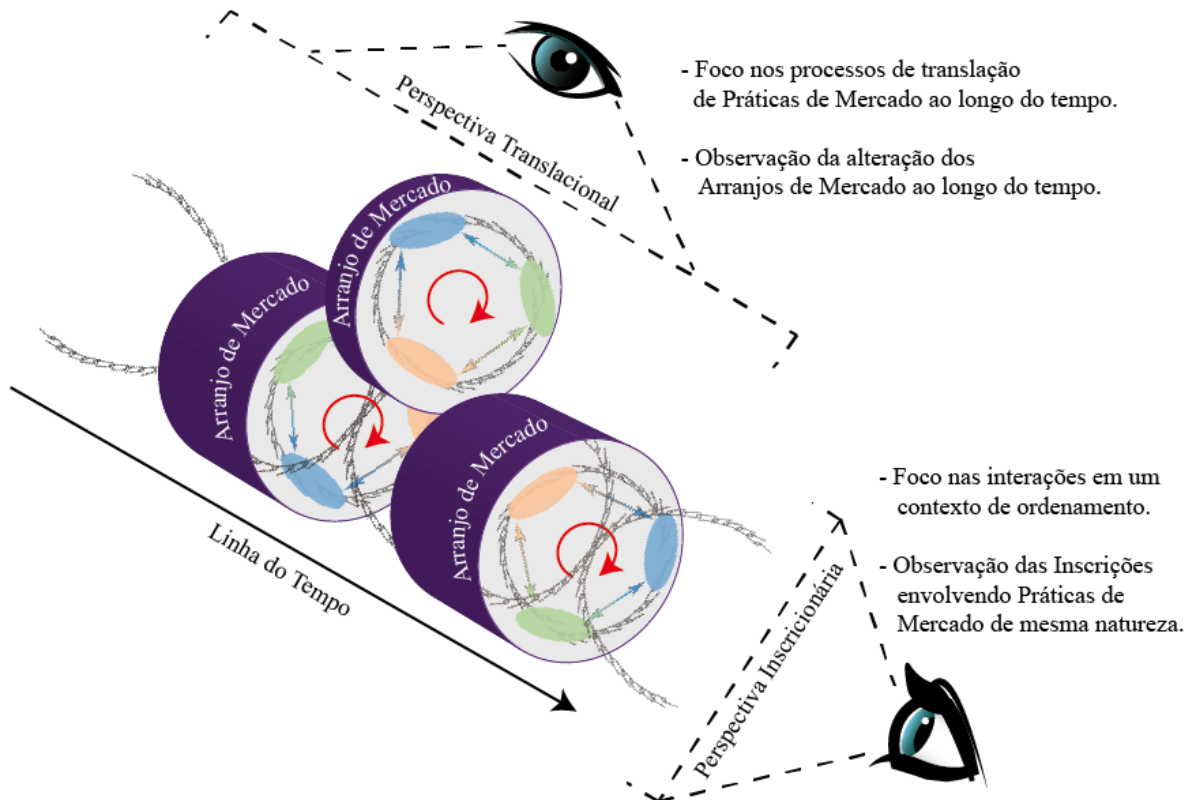 - Foco nos processos de translação
de Práticas de Mercado ao longo do tempo.
- Observação da alteração dos
Arranjos de Mercado ao longo do tempo.
Perspectiva Translacional
Arranjo de Mercado
Arranjo de Mercado
Arranjo de Mercado
Linha do Tempo
- Foco nas interações em um
contexto de ordenamento.
- Observação das Inscrições
envolvendo Práticas de
Mercado de mesma natureza.
Perspectiva Inscricionária